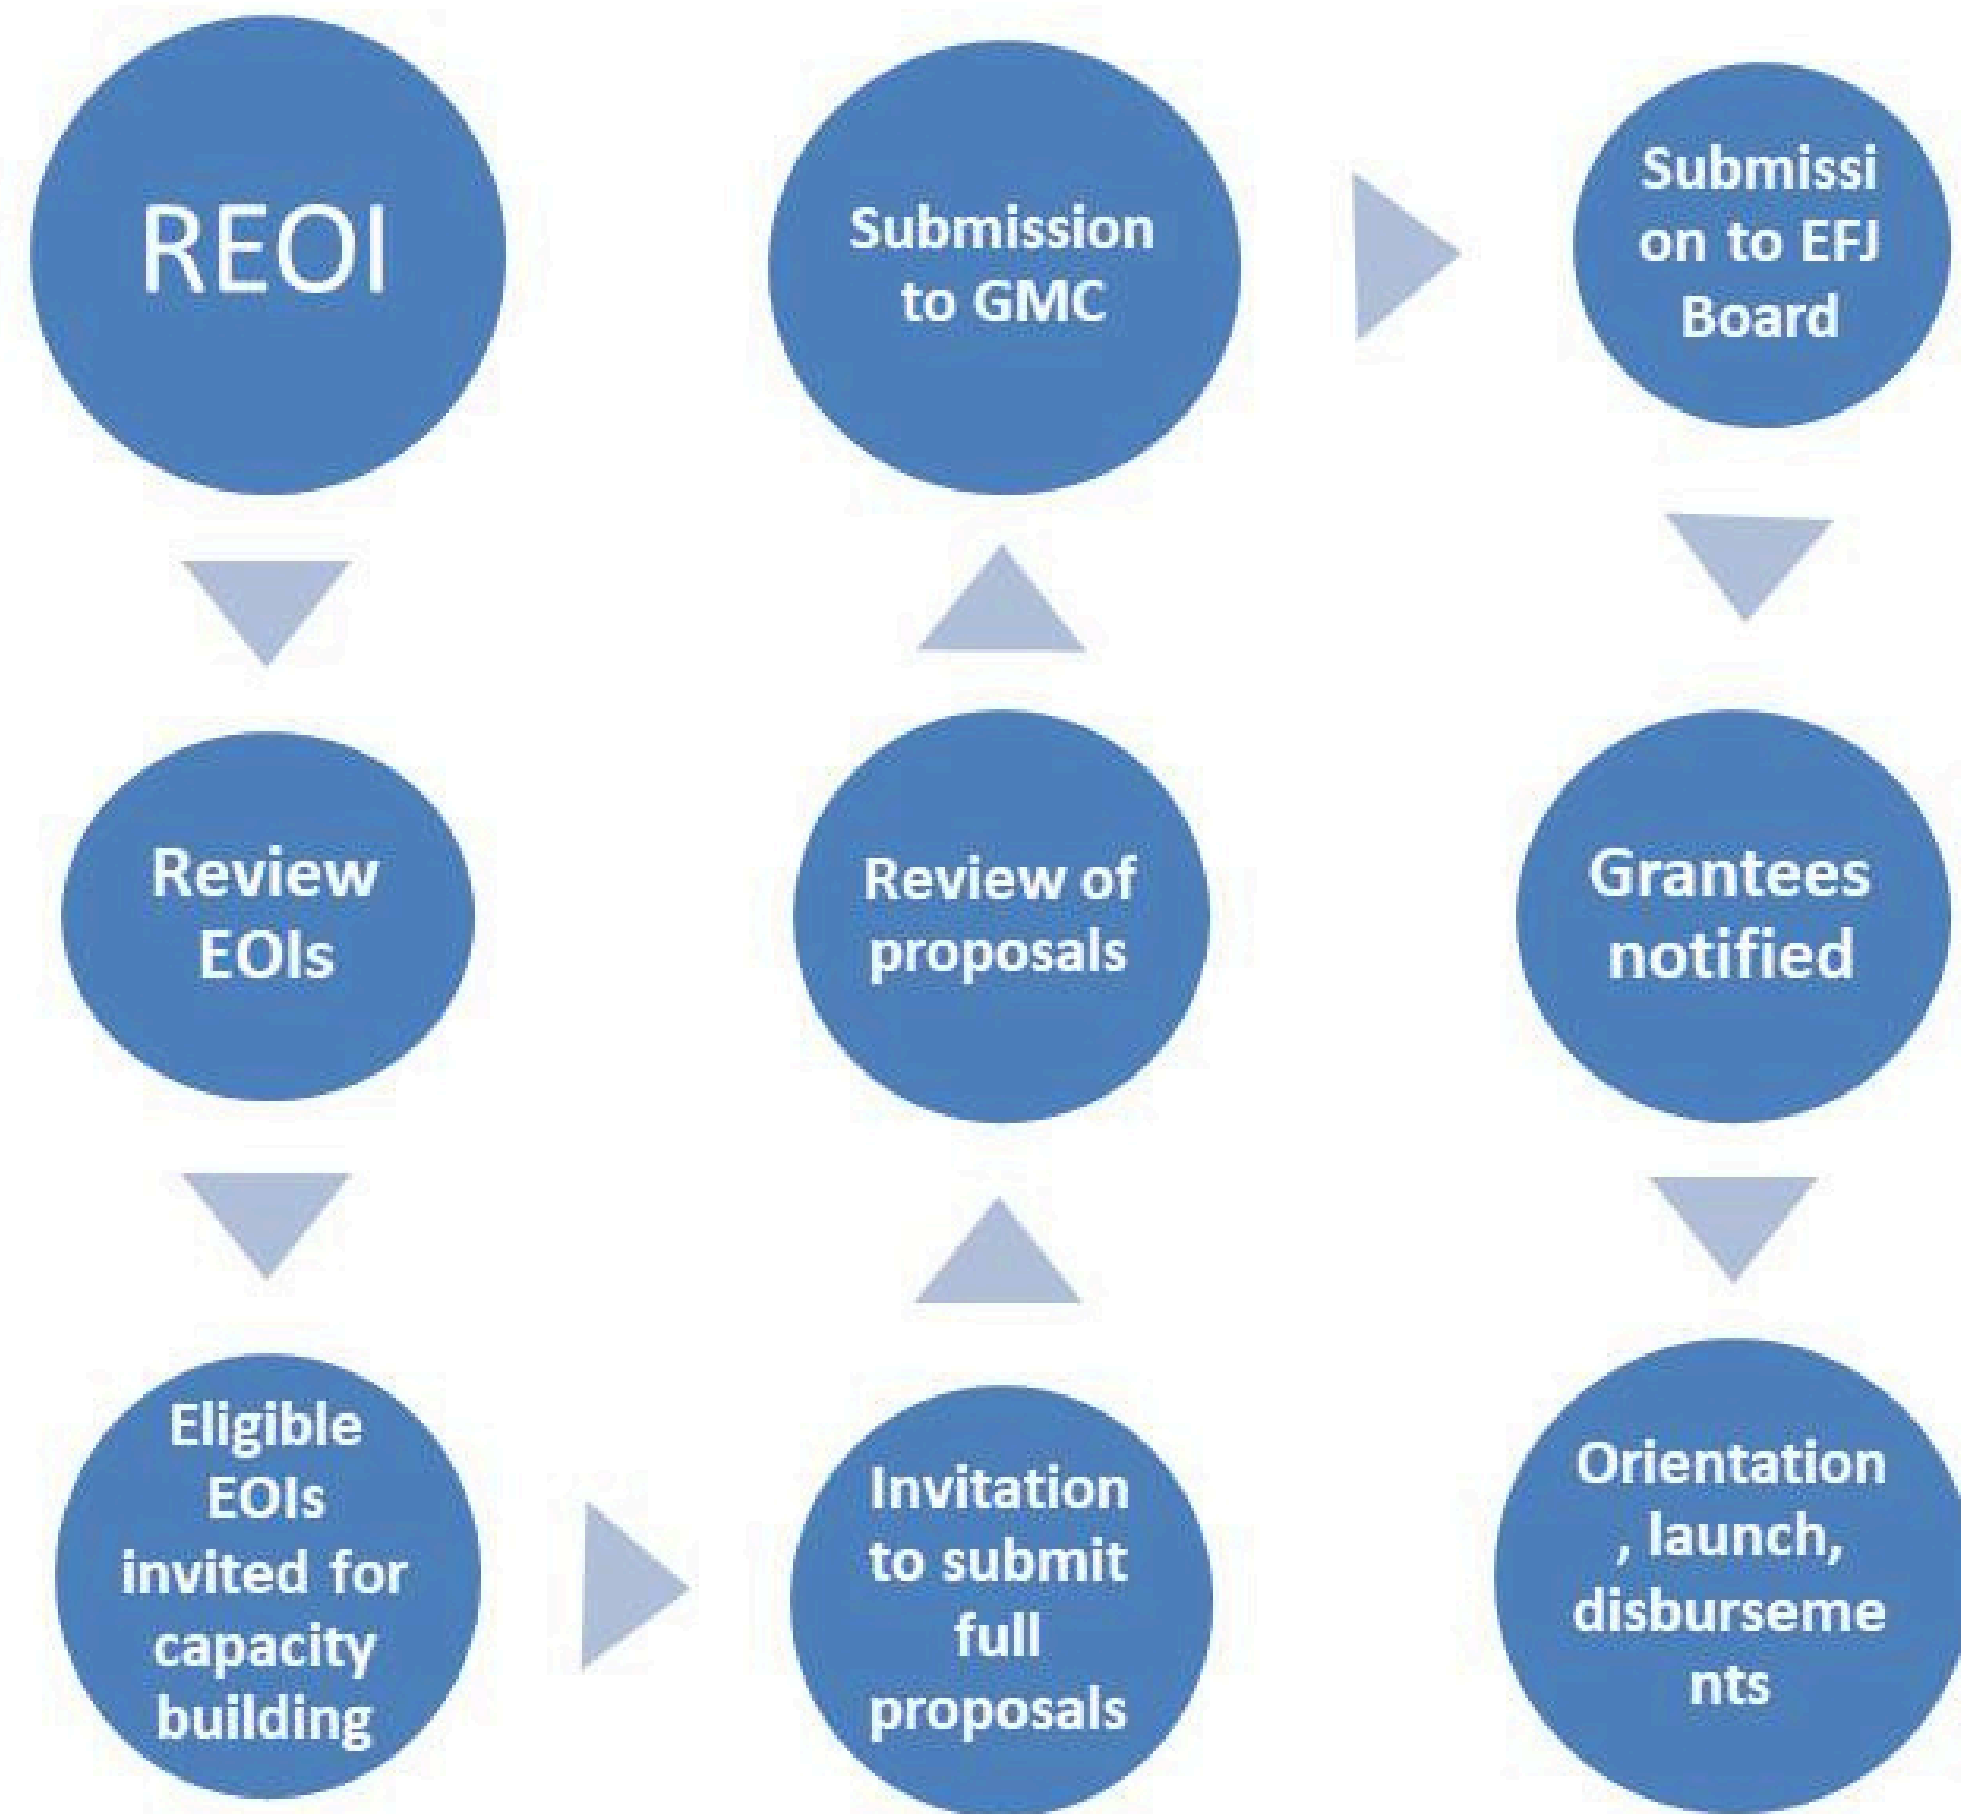 REOI
Review
EOIs
Eligible
EOIs
invited for
capacity
building
Invitation
to submit
full
proposals
Review of
proposals
Submission
to GMC
Submissi
on to EFJ
Board
Grantees
notified
Orientation
, launch,
disburseme
nts